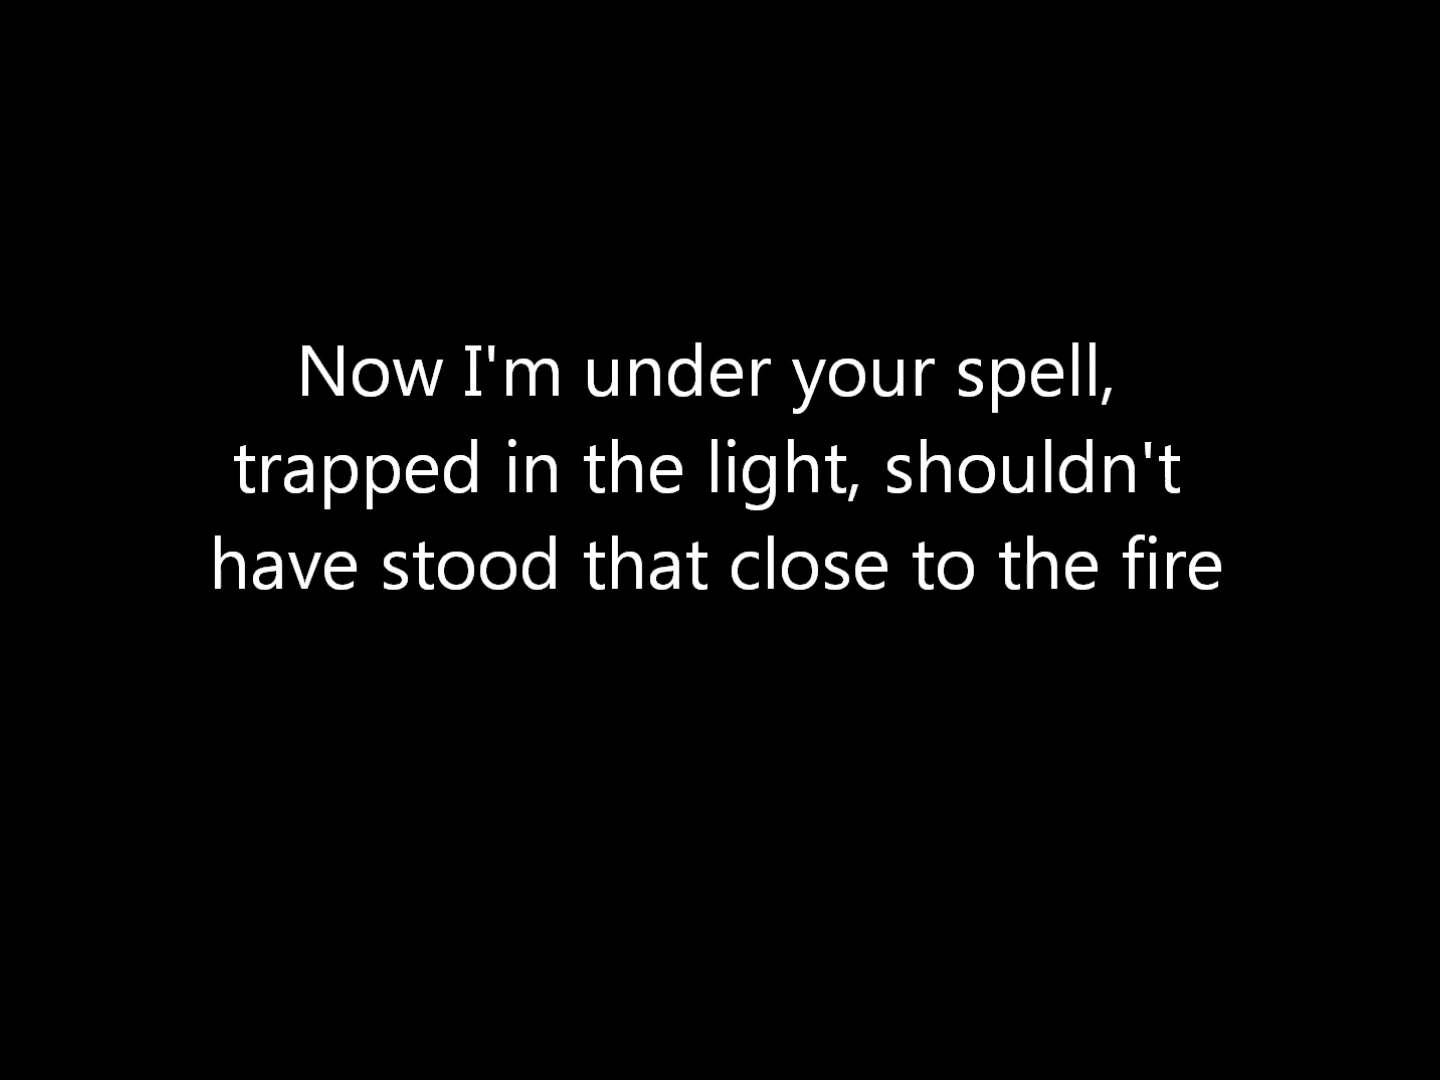 Now I'm under your spell,
trapped in the light, shouldn't
have stood that close to the fire